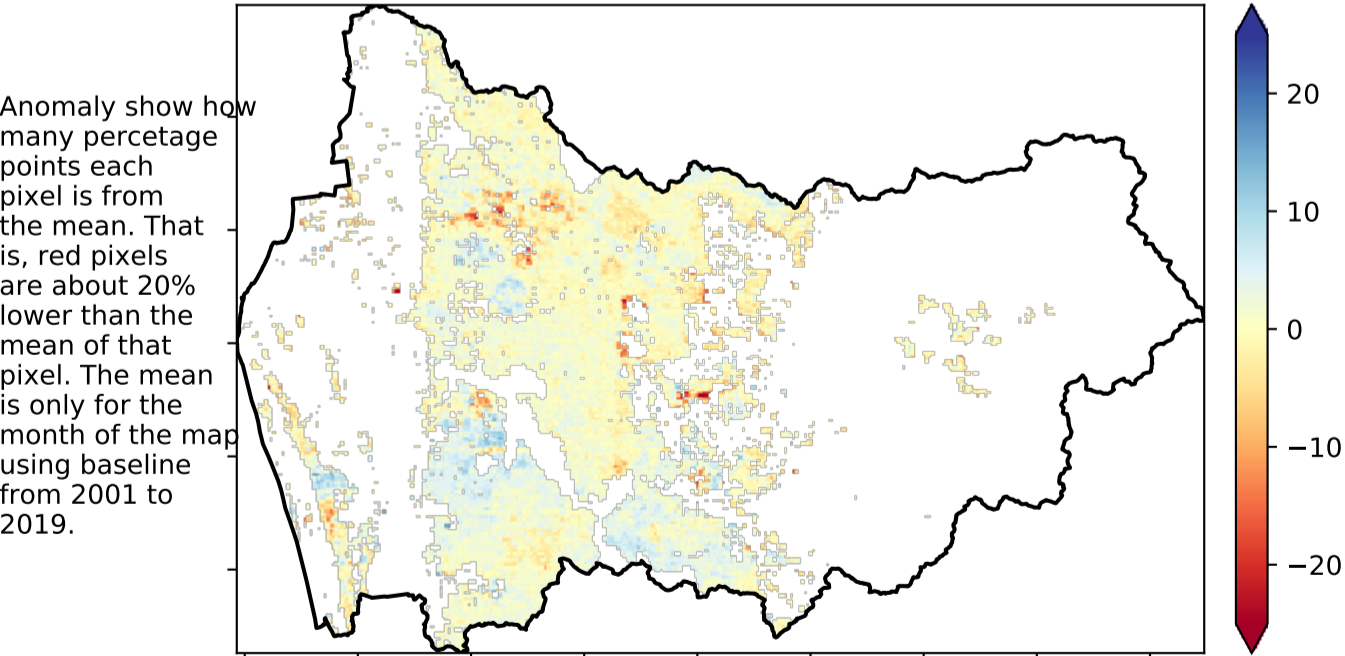 Anomaly show how
many percetage
points each
pixel is from
the mean. That
is, red pixels
are about 20%
lower than the
mean of that
pixel. The mean
is only for the
month of the map
using baseline
from 2001 to
2019.
20
10
0
−10
−20